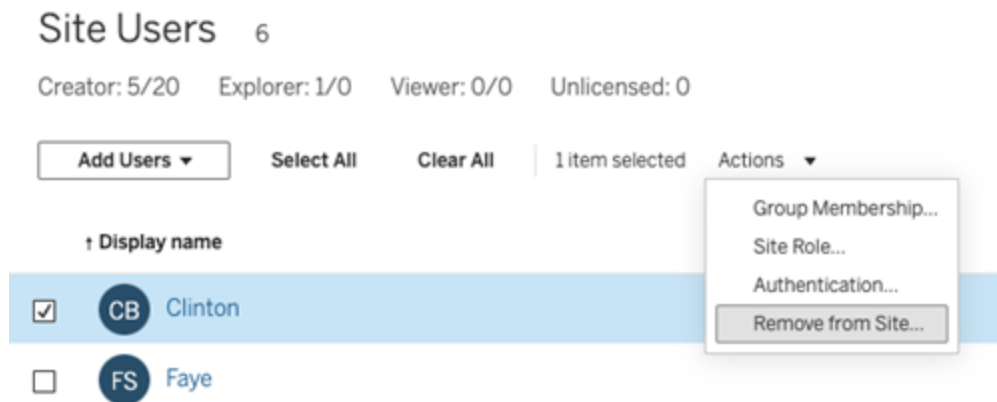 Site Users 6
Creator: 5/20 Explorer: 1/0 Viewer: 0/0 Unlicensed: 0
Add Users ▾ Select All Clear All 1 item selected Actions ▾
Group Membership...
Site Role...
Authentication...
Remove from Site...
↑ Display name
CB Clinton
FS Faye